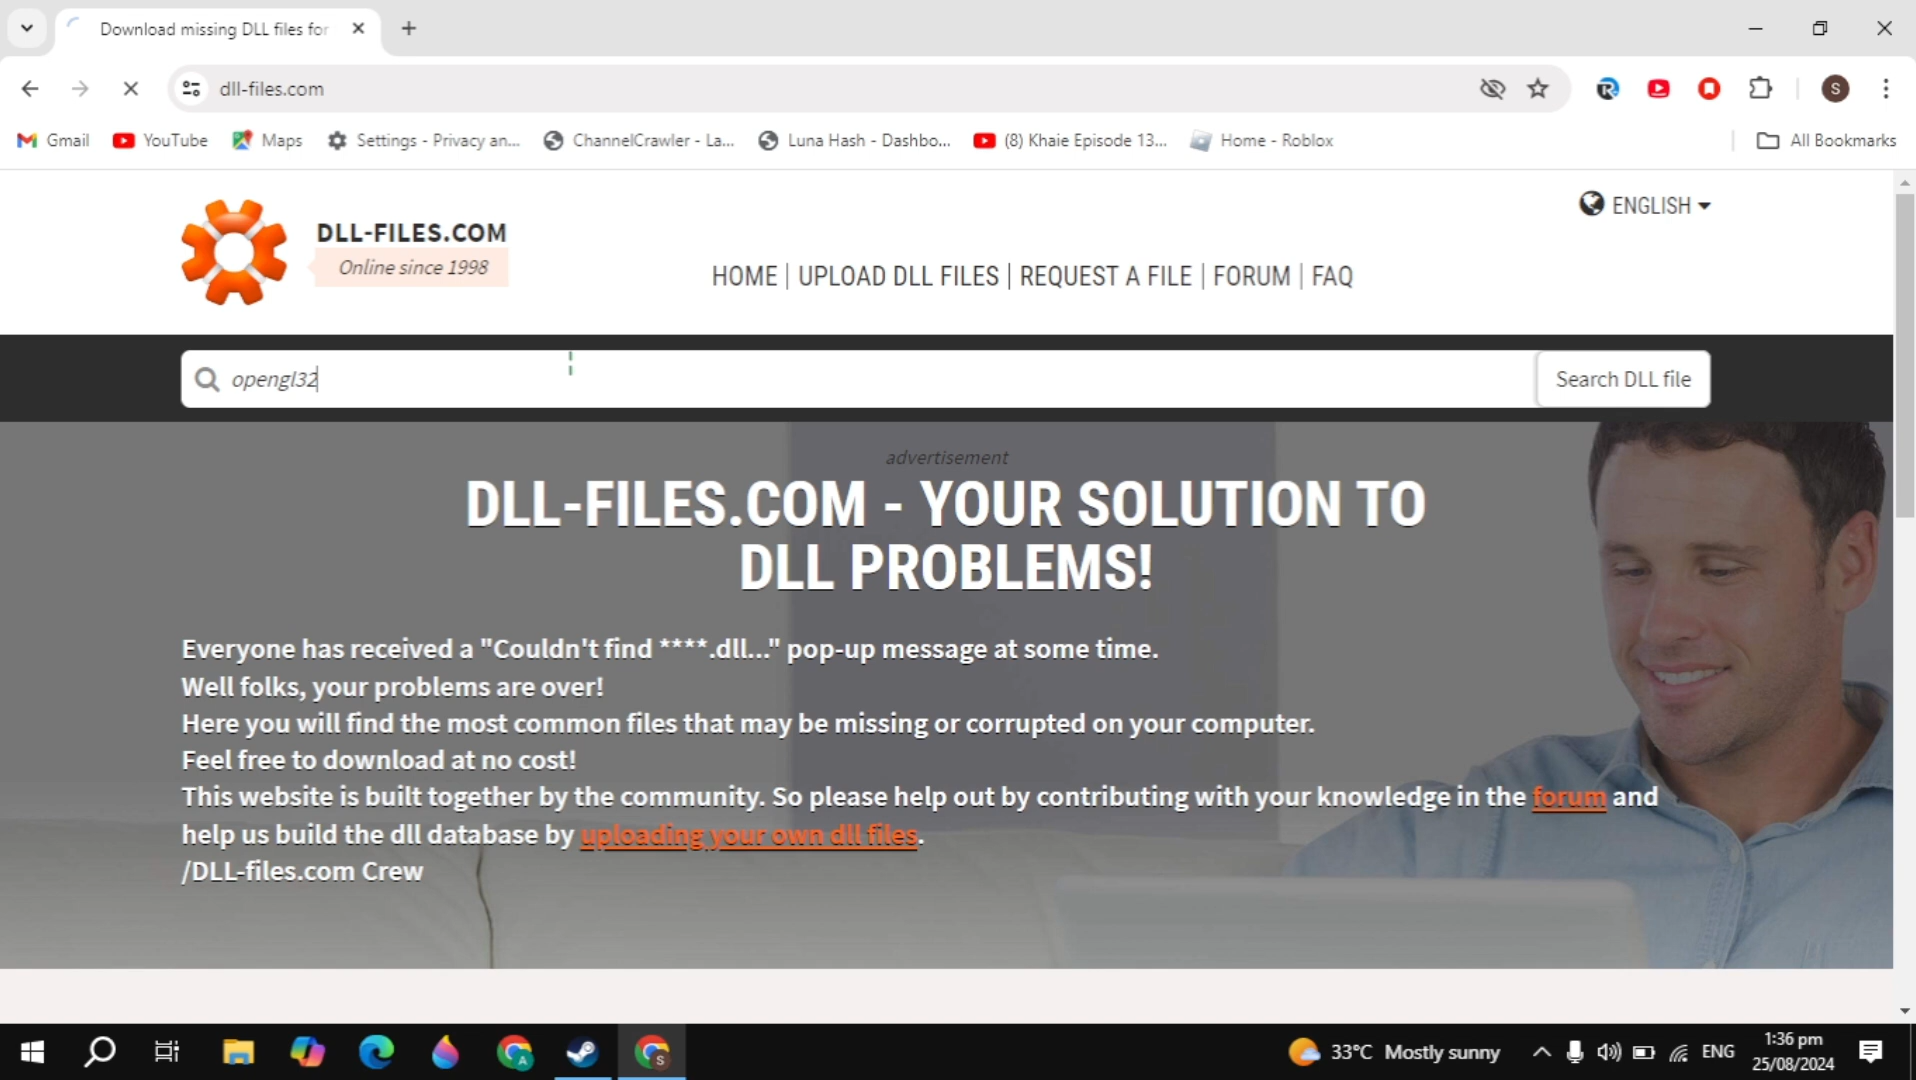 Download missing DLL files for
dll-files.com
S
Gmail
YouTube
Maps
Settings - Privacy an...
ChannelCrawler - La...
Luna Hash - Dashbo...
(8) Khaie Episode 13...
Home - Roblox
All Bookmarks
DLL-FILES.COM
Online since 1998
ENGLISH
HOME | UPLOAD DLL FILES | REQUEST A FILE | FORUM | FAQ
opengl32
Search DLL file
advertisement
DLL-FILES.COM - YOUR SOLUTION TO
DLL PROBLEMS!
Everyone has received a "Couldn't find ****.dll..." pop-up message at some time.
Well folks, your problems are over!
Here you will find the most common files that may be missing or corrupted on your computer.
Feel free to download at no cost!
This website is built together by the community. So please help out by contributing with your knowledge in the forum and
help us build the dll database by uploading your own dll files.
/DLL-files.com Crew
A
S
33°C Mostly sunny
ENG
1:36 pm
25/08/2024